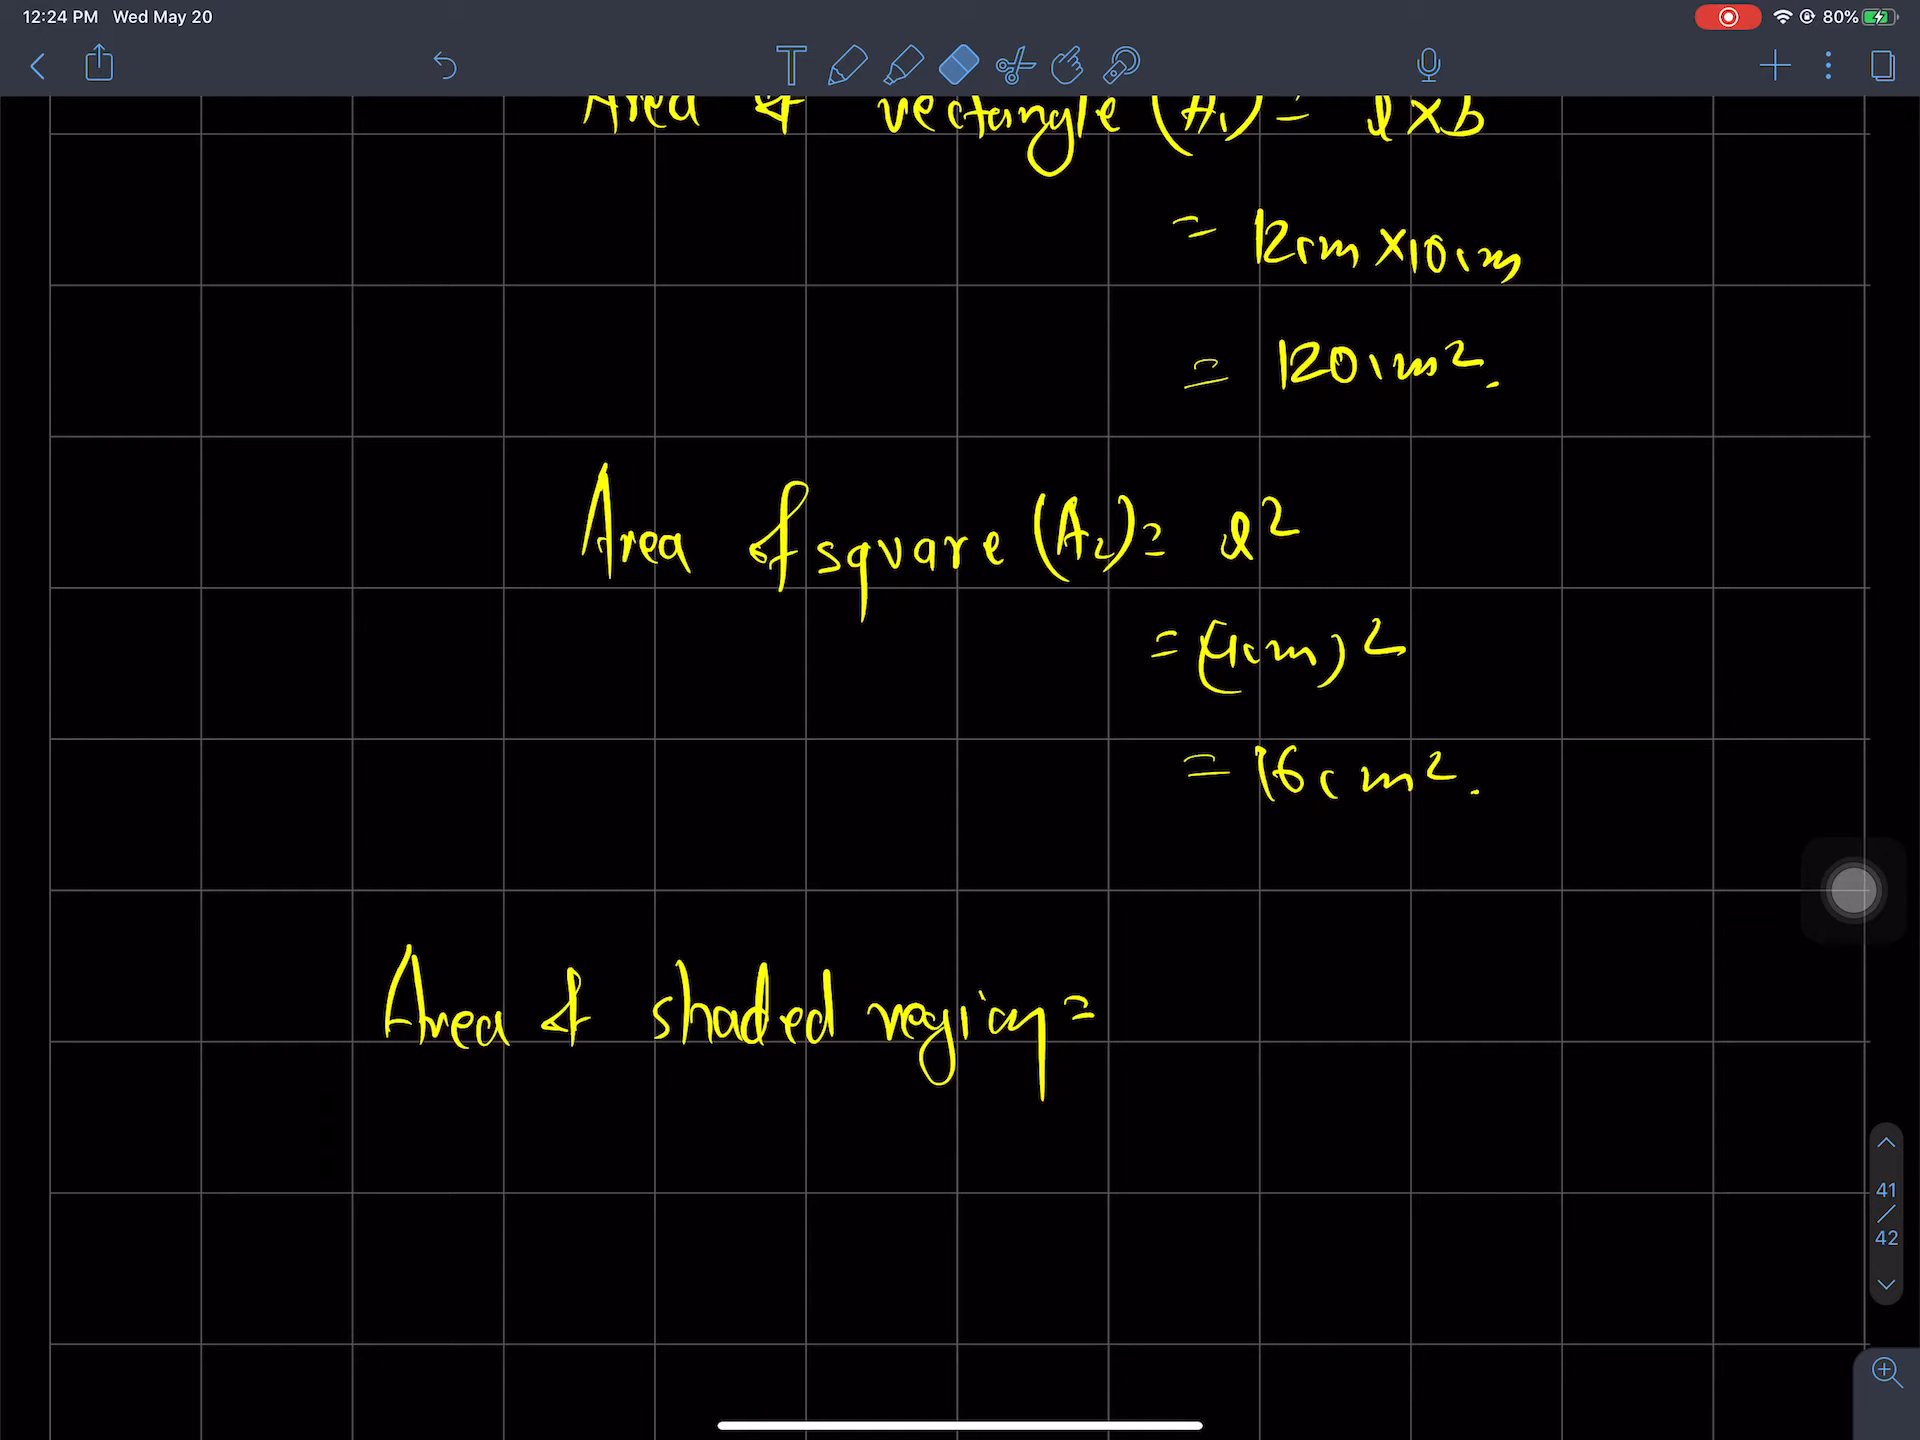 12:24 PM Wed May 20
80%
Area of rectangle (A₁) = l × b
= 12cm × 10cm
= 120cm².
Area of square (A₂) = l²
= (4cm)²
= 16cm².
Area of shaded region =
41
/
42